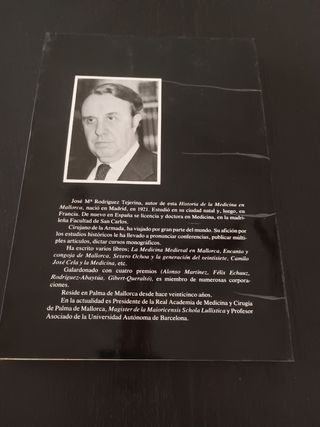 José Mª Rodríguez Tejerina, autor de esta Historia de la Medicina en
Mallorca, nació en Madrid, en 1921. Estudió en su ciudad natal y, luego, en
Francia. De nuevo en España se licencia y doctora en Medicina, en la madri-
leña Facultad de San Carlos.
Cirujano de la Armada, ha viajado por gran parte del mundo. Su afición por
los estudios históricos le ha llevado a pronunciar conferencias, publicar múlti-
ples artículos, dictar cursos monográficos.
Ha escrito varios libros; La Medicina Medieval en Mallorca, Encanto y
congoja de Mallorca, Severo Ochoa y la generación del veintisiete, Camilo
José Cela y la Medicina, etc.
Galardonado con cuatro premios (Alonso Martínez, Félix Echauz,
Rodríguez-Abaytúa, Gibert-Queraltó), es miembro de numerosas corpora-
ciones.
Reside en Palma de Mallorca desde hace veinticinco años.
En la actualidad es Presidente de la Real Academia de Medicina y Cirugía
de Palma de Mallorca, Magister de la Maioricensis Schola Lullistica y Profesor
Asociado de la Universidad Autónoma de Barcelona.